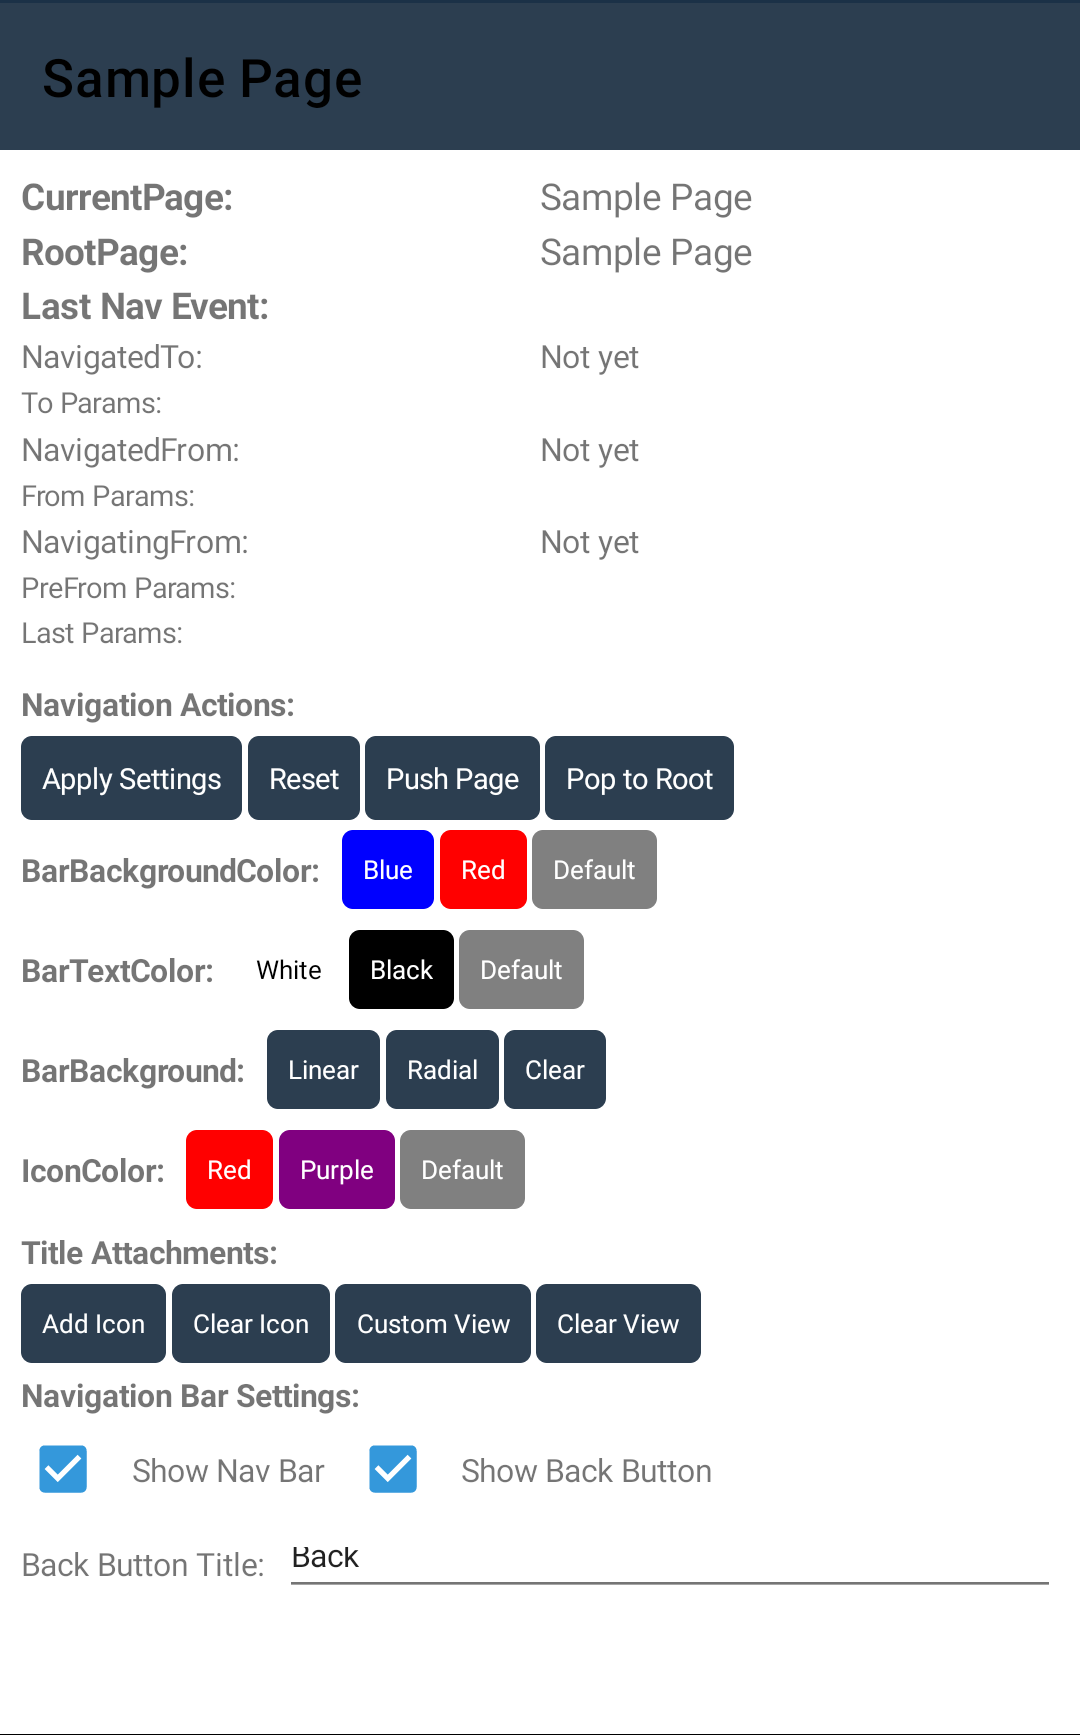 Sample Page
CurrentPage: Sample Page
RootPage: Sample Page
Last Nav Event:
NavigatedTo: Not yet
To Params:
NavigatedFrom: Not yet
From Params:
NavigatingFrom: Not yet
PreFrom Params:
Last Params:
Navigation Actions:
Apply Settings Reset Push Page Pop to Root
BarBackgroundColor: Blue Red Default
BarTextColor: White Black Default
BarBackground: Linear Radial Clear
IconColor: Red Purple Default
Title Attachments:
Add Icon Clear Icon Custom View Clear View
Navigation Bar Settings:
Show Nav Bar Show Back Button
Back Button Title: Back